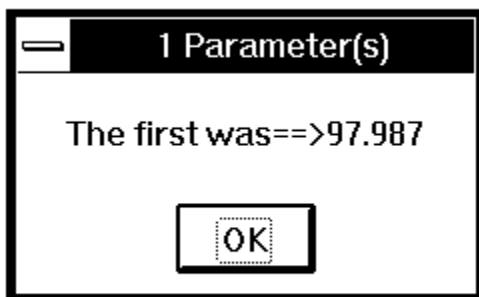 1 Parameter(s)
The first was==>97.987
OK